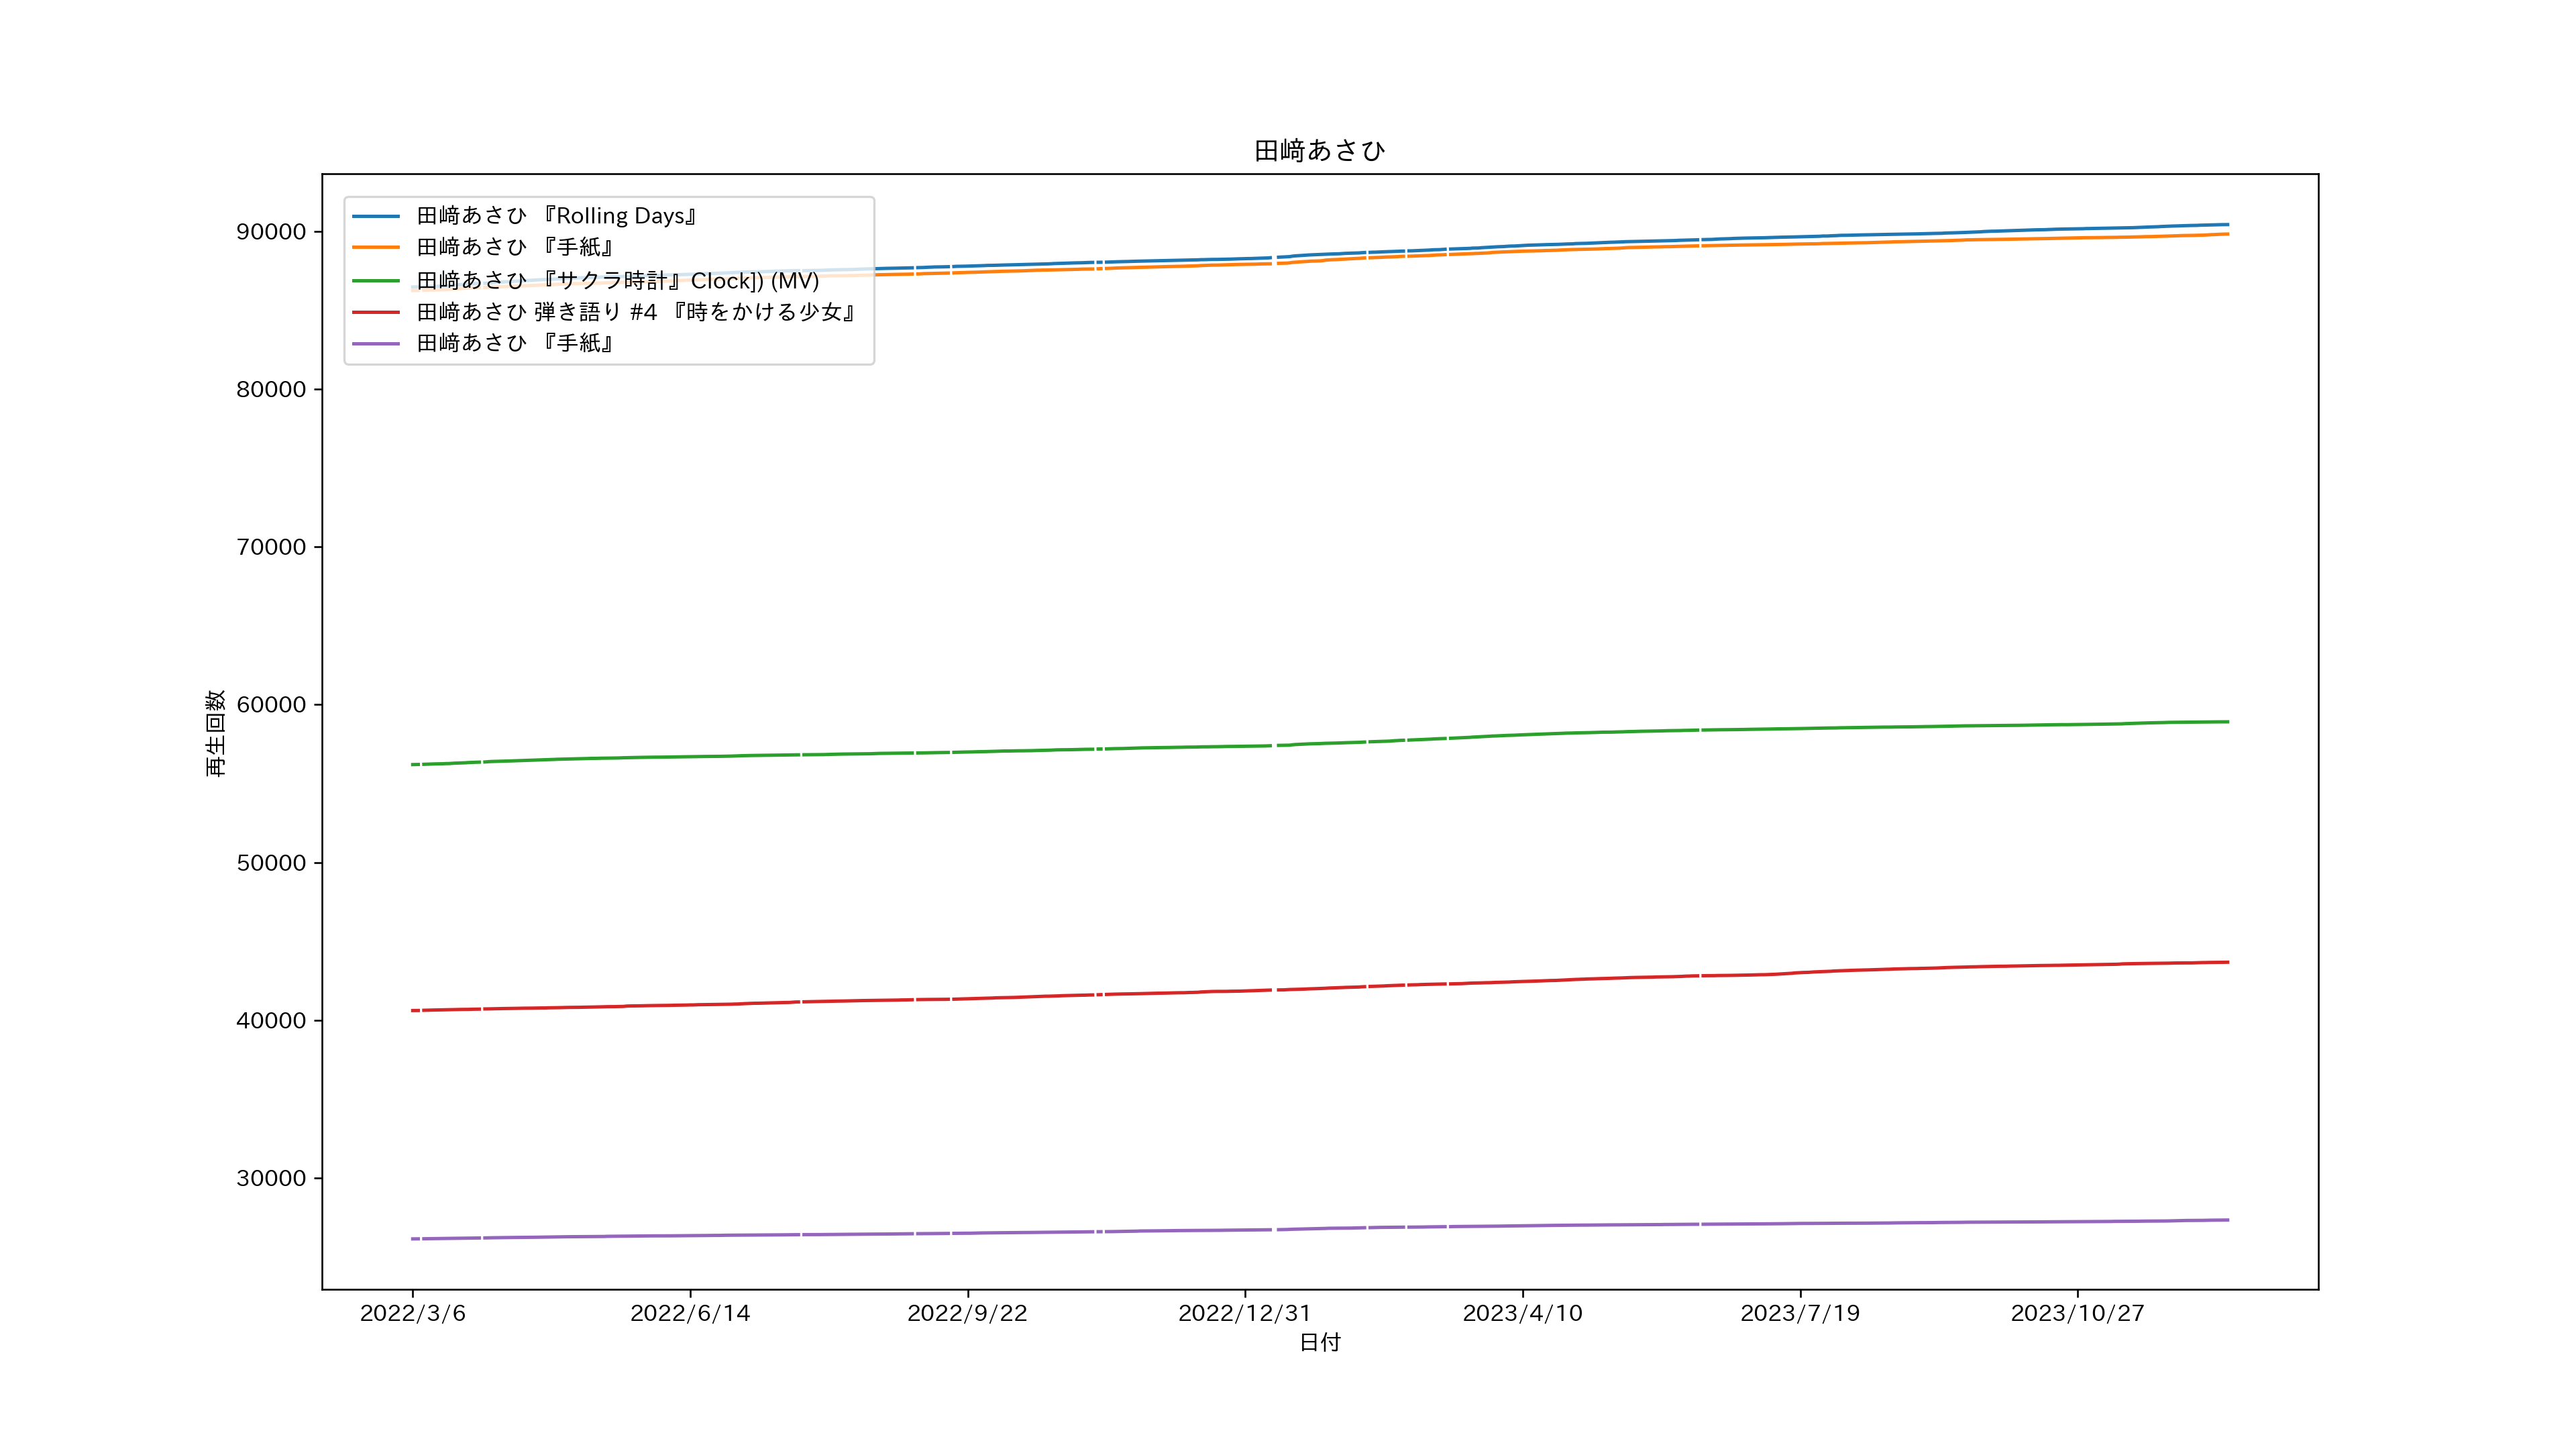 田﨑あさひ
田﨑あさひ 『Rolling Days』
田﨑あさひ 『手紙』
田﨑あさひ 『サクラ時計』Clock]) (MV)
田﨑あさひ 弾き語り #4 『時をかける少女』
田﨑あさひ 『手紙』
再生回数
90000
80000
70000
60000
50000
40000
30000
2022/3/6
2022/6/14
2022/9/22
2022/12/31
2023/4/10
2023/7/19
2023/10/27
日付